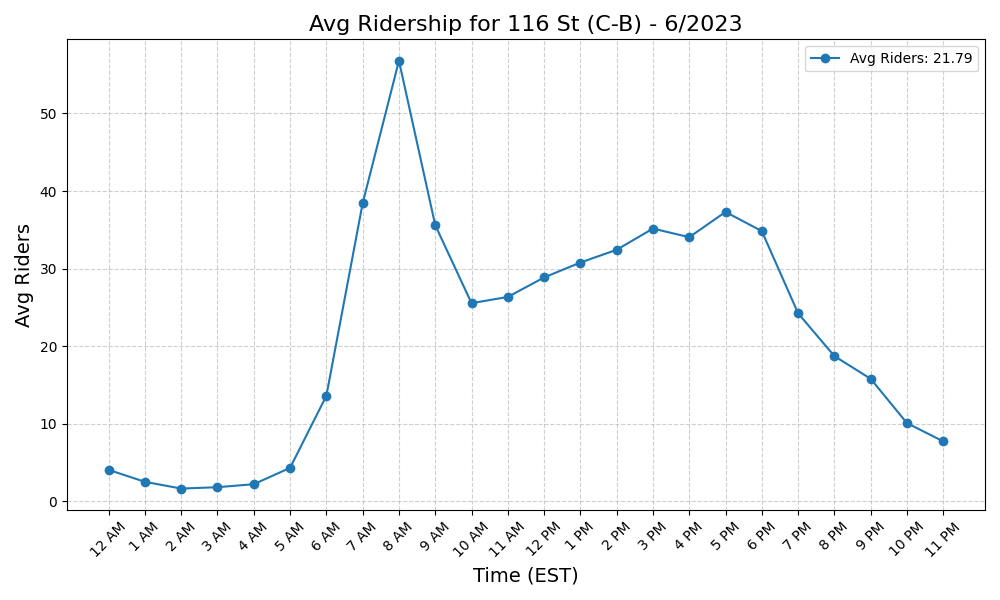 Avg Ridership for 116 St (C-B) - 6/2023
Avg Riders: 21.79
Avg Riders
50
40
30
20
10
0
12 AM
1 AM
2 AM
3 AM
4 AM
5 AM
6 AM
7 AM
8 AM
9 AM
10 AM
11 AM
12 PM
1 PM
2 PM
3 PM
4 PM
5 PM
6 PM
7 PM
8 PM
9 PM
10 PM
11 PM
Time (EST)